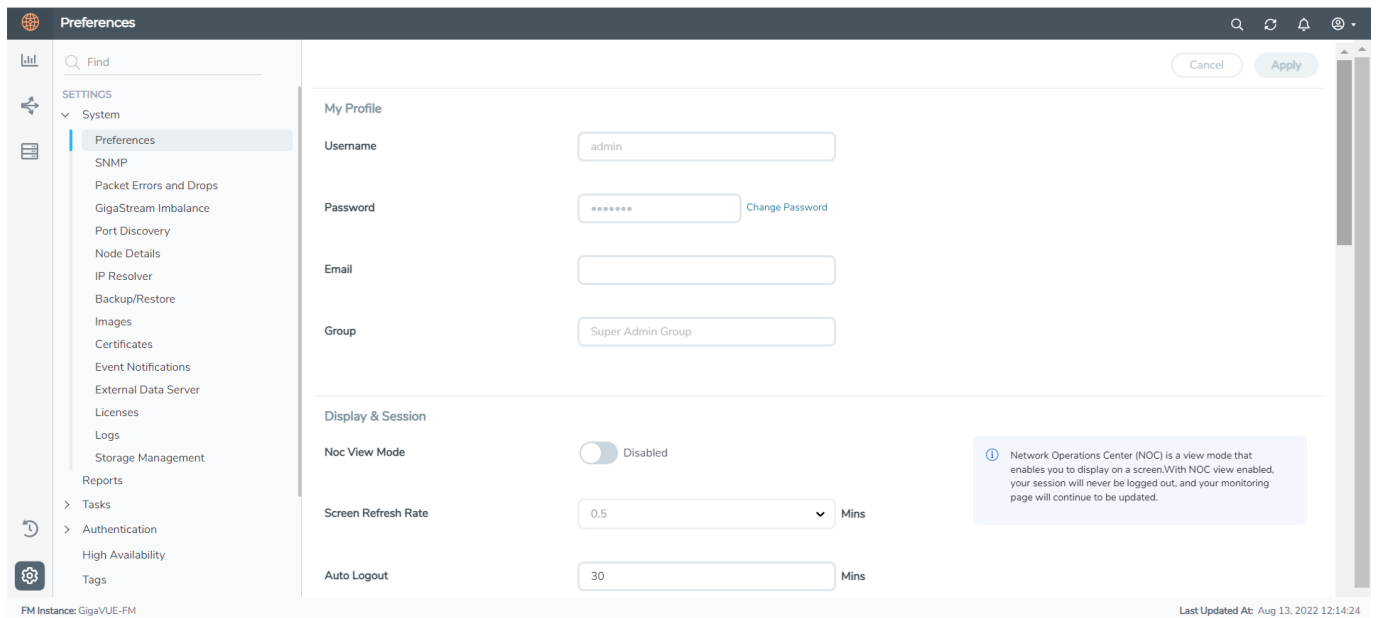 Preferences
Find
Cancel
Apply
SETTINGS
System
Preferences
SNMP
Packet Errors and Drops
GigaStream Imbalance
Port Discovery
Node Details
IP Resolver
Backup/Restore
Images
Certificates
Event Notifications
External Data Server
Licenses
Logs
Storage Management
Reports
Tasks
Authentication
High Availability
Tags
My Profile
Username
admin
Password
•••••••
Change Password
Email
Group
Super Admin Group
Display & Session
Noc View Mode
Disabled
Network Operations Center (NOC) is a view mode that
enables you to display on a screen.With NOC view enabled,
your session will never be logged out, and your monitoring
page will continue to be updated.
Screen Refresh Rate
0.5
Mins
Auto Logout
30
Mins
FM Instance: GigaVUE-FM
Last Updated At: Aug 13, 2022 12:14:24